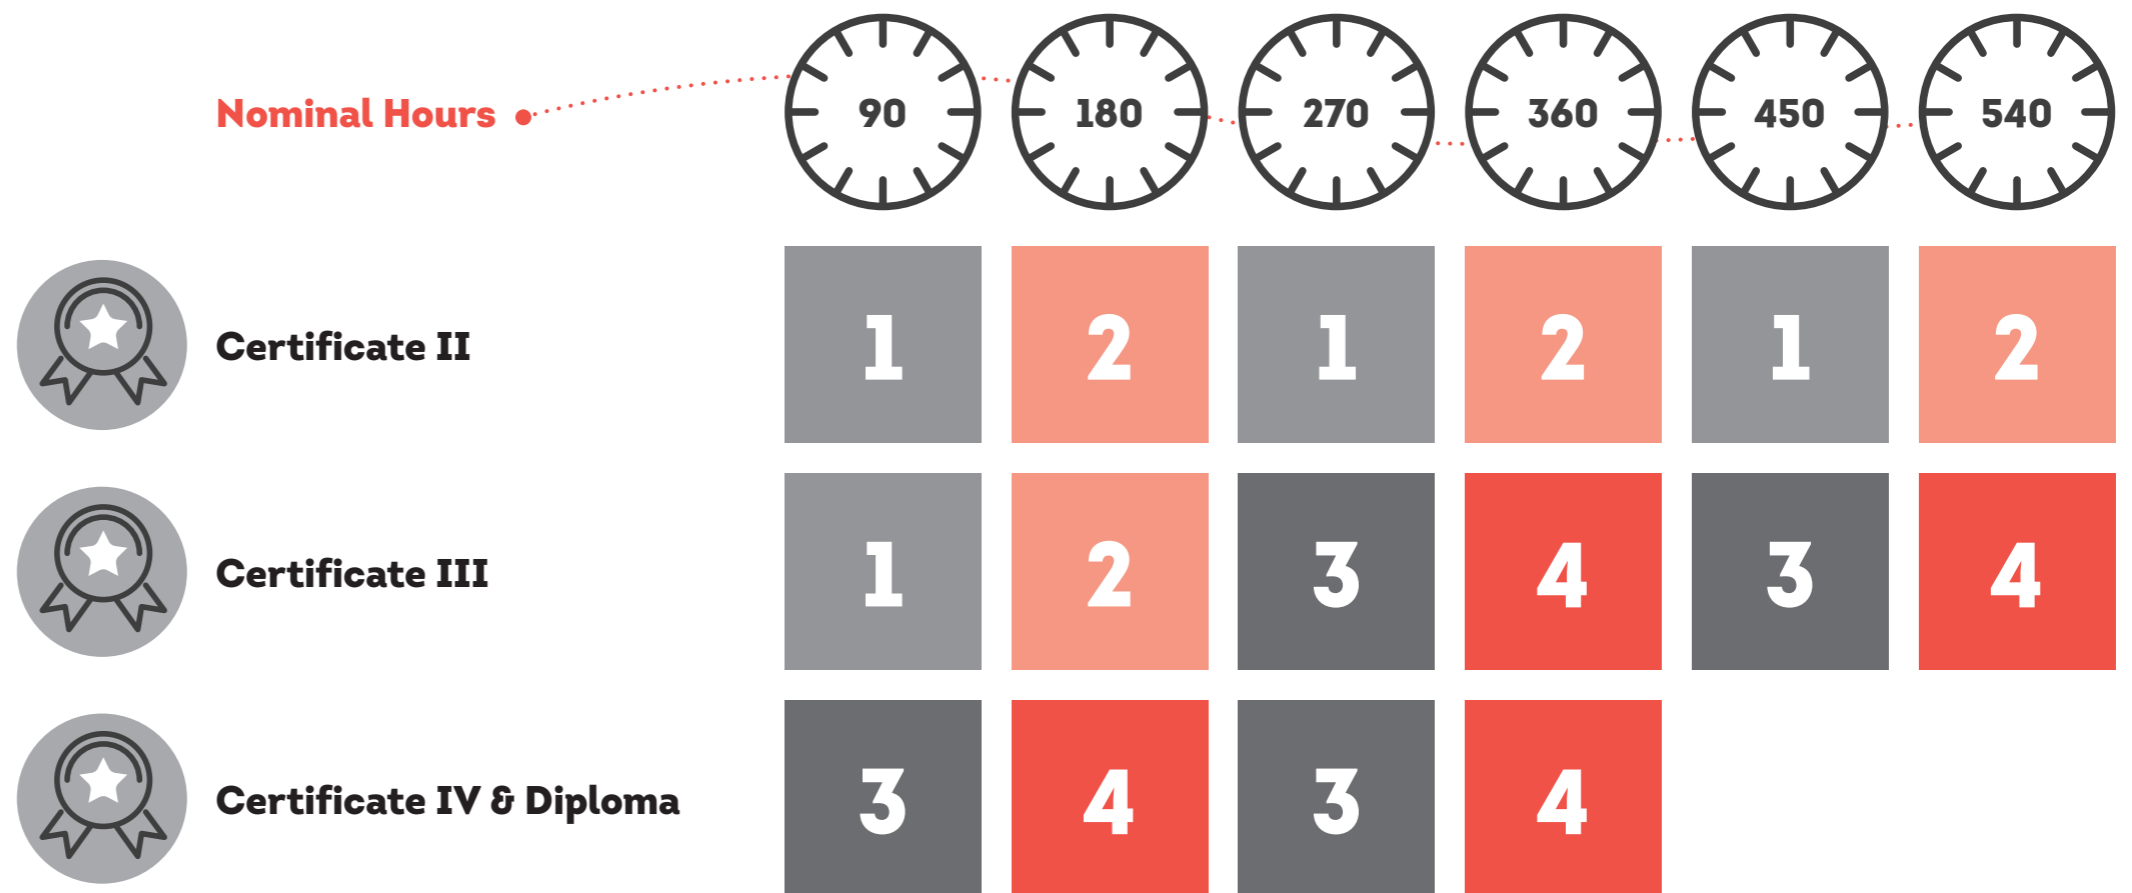 Nominal Hours 90 180 270 360 450 540
Certificate II 1 2 1 2 1 2
Certificate III 1 2 3 4 3 4
Certificate IV & Diploma 3 4 3 4